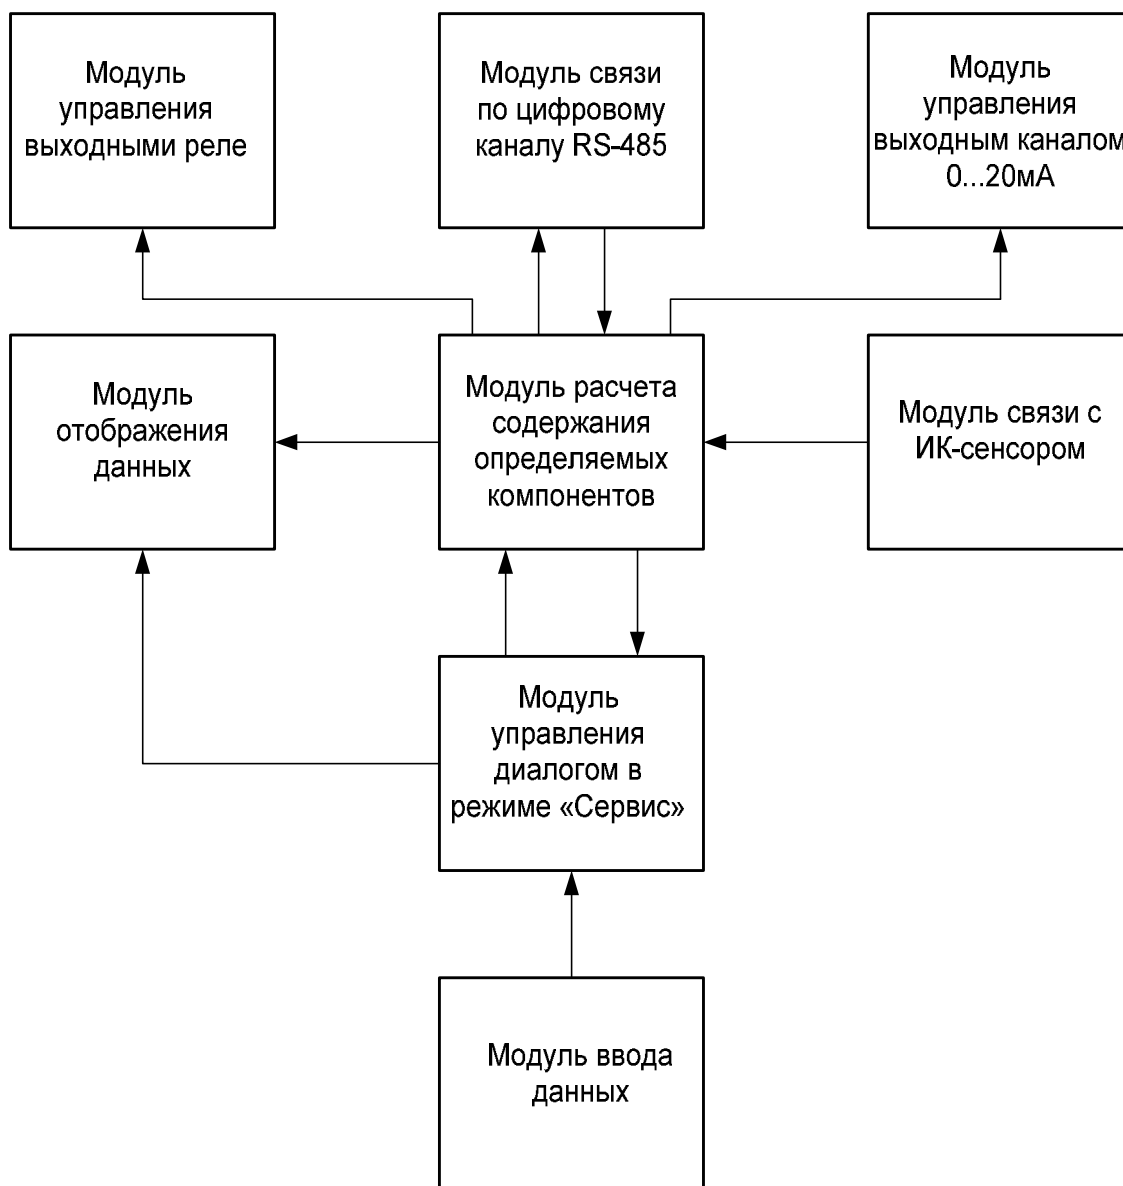 Модуль
управления
выходными реле
Модуль связи
по цифровому
каналу RS-485
Модуль
управления
выходным каналом
0...20мА
Модуль
отображения
данных
Модуль расчета
содержания
определяемых
компонентов
Модуль связи с
ИК-сенсором
Модуль
управления
диалогом в
режиме «Сервис»
Модуль ввода
данных